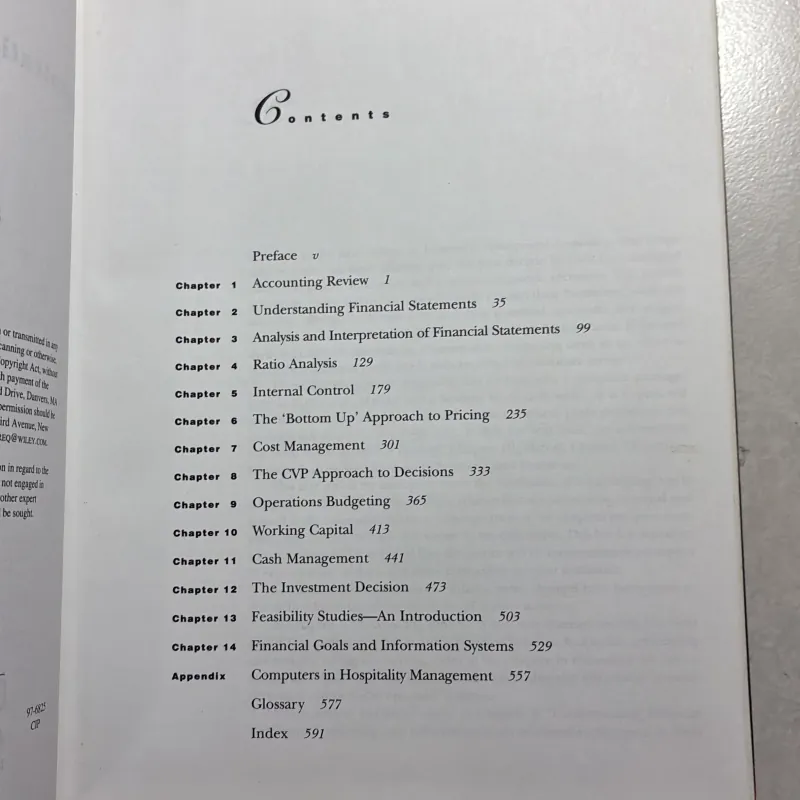 or transmitted in any
canning or otherwise,
opyright Act, without
h payment of the
d Drive, Danvers, MA
permission should be
ird Avenue, New
REQ@WILEY.COM.
on in regard to the
not engaged in
other expert
be sought.
97-6825
CIP
Contents
Preface v
Chapter 1 Accounting Review 1
Chapter 2 Understanding Financial Statements 35
Chapter 3 Analysis and Interpretation of Financial Statements 99
Chapter 4 Ratio Analysis 129
Chapter 5 Internal Control 179
Chapter 6 The ‘Bottom Up’ Approach to Pricing 235
Chapter 7 Cost Management 301
Chapter 8 The CVP Approach to Decisions 333
Chapter 9 Operations Budgeting 365
Chapter 10 Working Capital 413
Chapter 11 Cash Management 441
Chapter 12 The Investment Decision 473
Chapter 13 Feasibility Studies—An Introduction 503
Chapter 14 Financial Goals and Information Systems 529
Appendix Computers in Hospitality Management 557
Glossary 577
Index 591